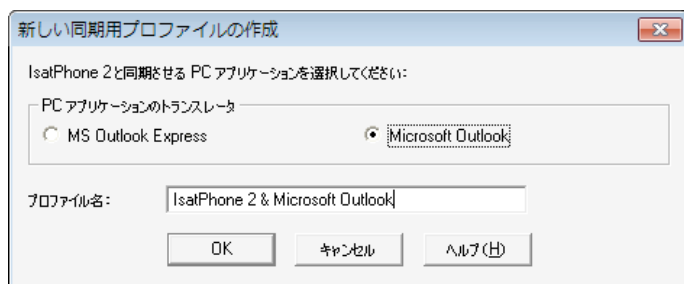 新しい同期用プロファイルの作成
IsatPhone 2と同期させる PC アプリケーションを選択してください:
PC アプリケーションのトランスレータ
MS Outlook Express Microsoft Outlook
プロファイル名: IsatPhone 2 & Microsoft Outlook
OK キャンセル ヘルプ(H)